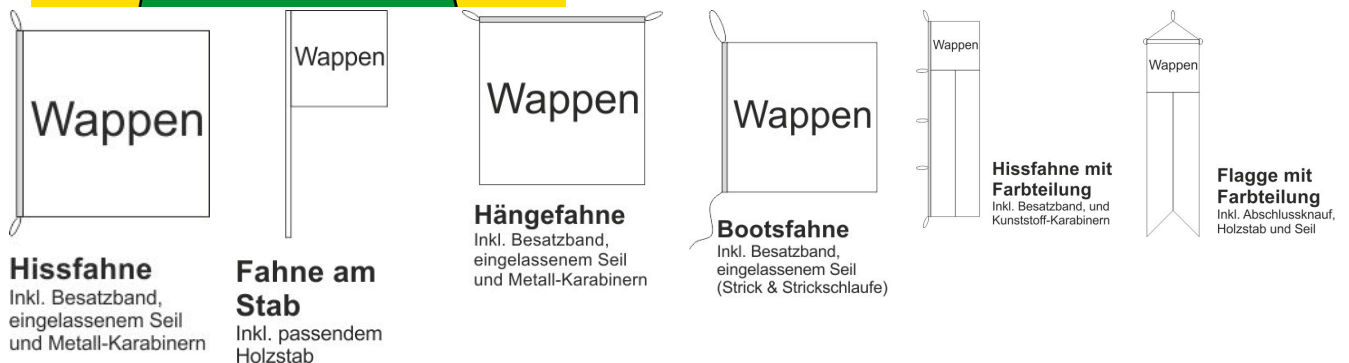 Wappen
Hissfahne
Inkl. Besatzband,
eingelassenem Seil
und Metall-Karabinern
Wappen
Fahne am
Stab
Inkl. passendem
Holzstab
Wappen
Hängefahne
Inkl. Besatzband,
eingelassenem Seil
und Metall-Karabinern
Wappen
Bootsfahne
Inkl. Besatzband,
eingelassenem Seil
(Strick & Strickschlaufe)
Wappen
Hissfahne mit
Farbteilung
Inkl. Besatzband, und
Kunststoff-Karabinern
Wappen
Flagge mit
Farbteilung
Inkl. Abschlussknauf,
Holzstab und Seil